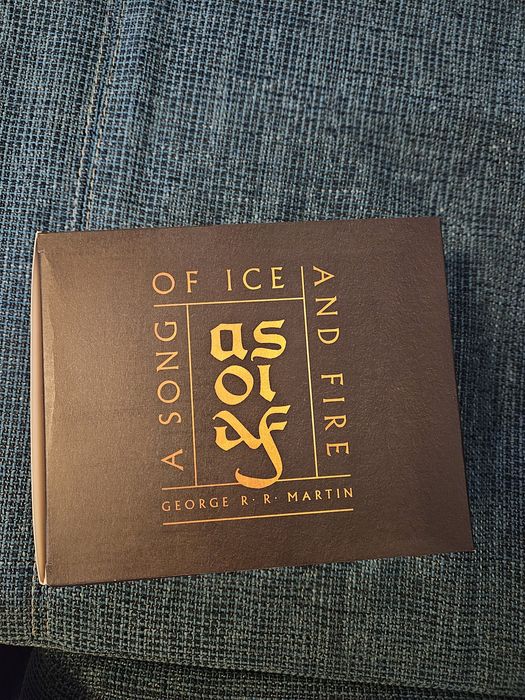 A SONG
OF ICE
AND FIRE
as
oi
af
GEORGE R. R. MARTIN